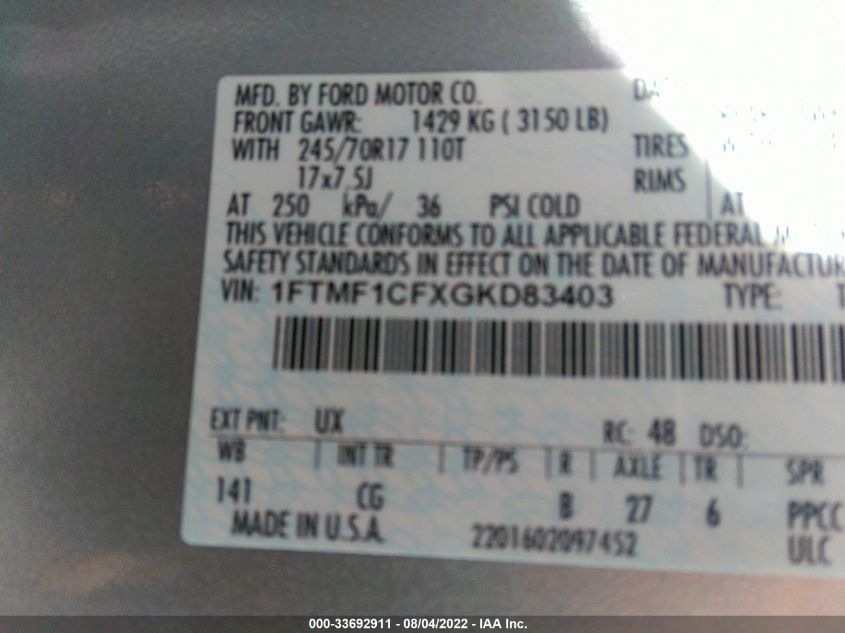 MFD. BY FORD MOTOR CO.
FRONT GAWR: 1429 KG ( 3150 LB)
WITH 245/70R17 110T TIRES
17x7.5J RIMS
AT 250 kPa/ 36 PSI COLD AT
THIS VEHICLE CONFORMS TO ALL APPLICABLE FEDERAL
SAFETY STANDARDS IN EFFECT ON THE DATE OF MANUFACTUR
VIN: 1FTMF1CFXGKD83403 TYPE: T
EXT PNT: UX RC: 48 DSO:
WB INT TR TP/PS R AXLE TR SPR
141 CG B 27 6 PPCC
MADE IN U.S.A. 2201602097452 ULC
000-33692911 - 08/04/2022 - IAA Inc.